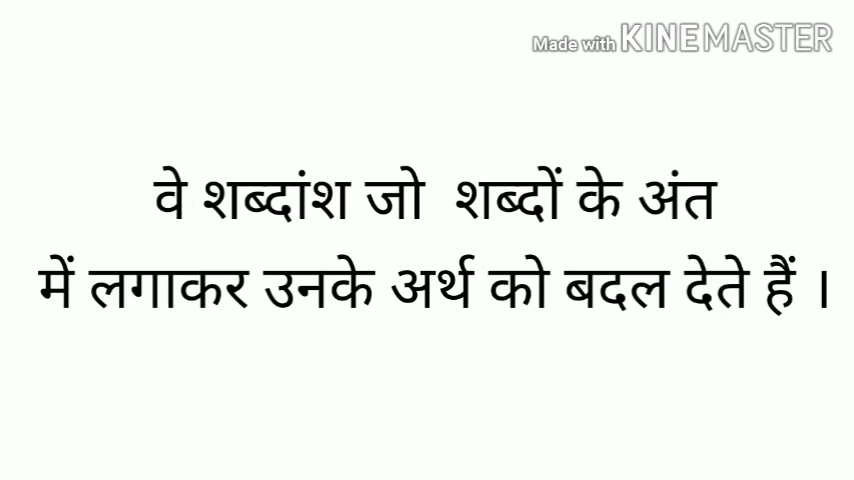 Made with KINEMASTER
वे शब्दांश जो शब्दों के अंत
में लगाकर उनके अर्थ को बदल देते हैं ।